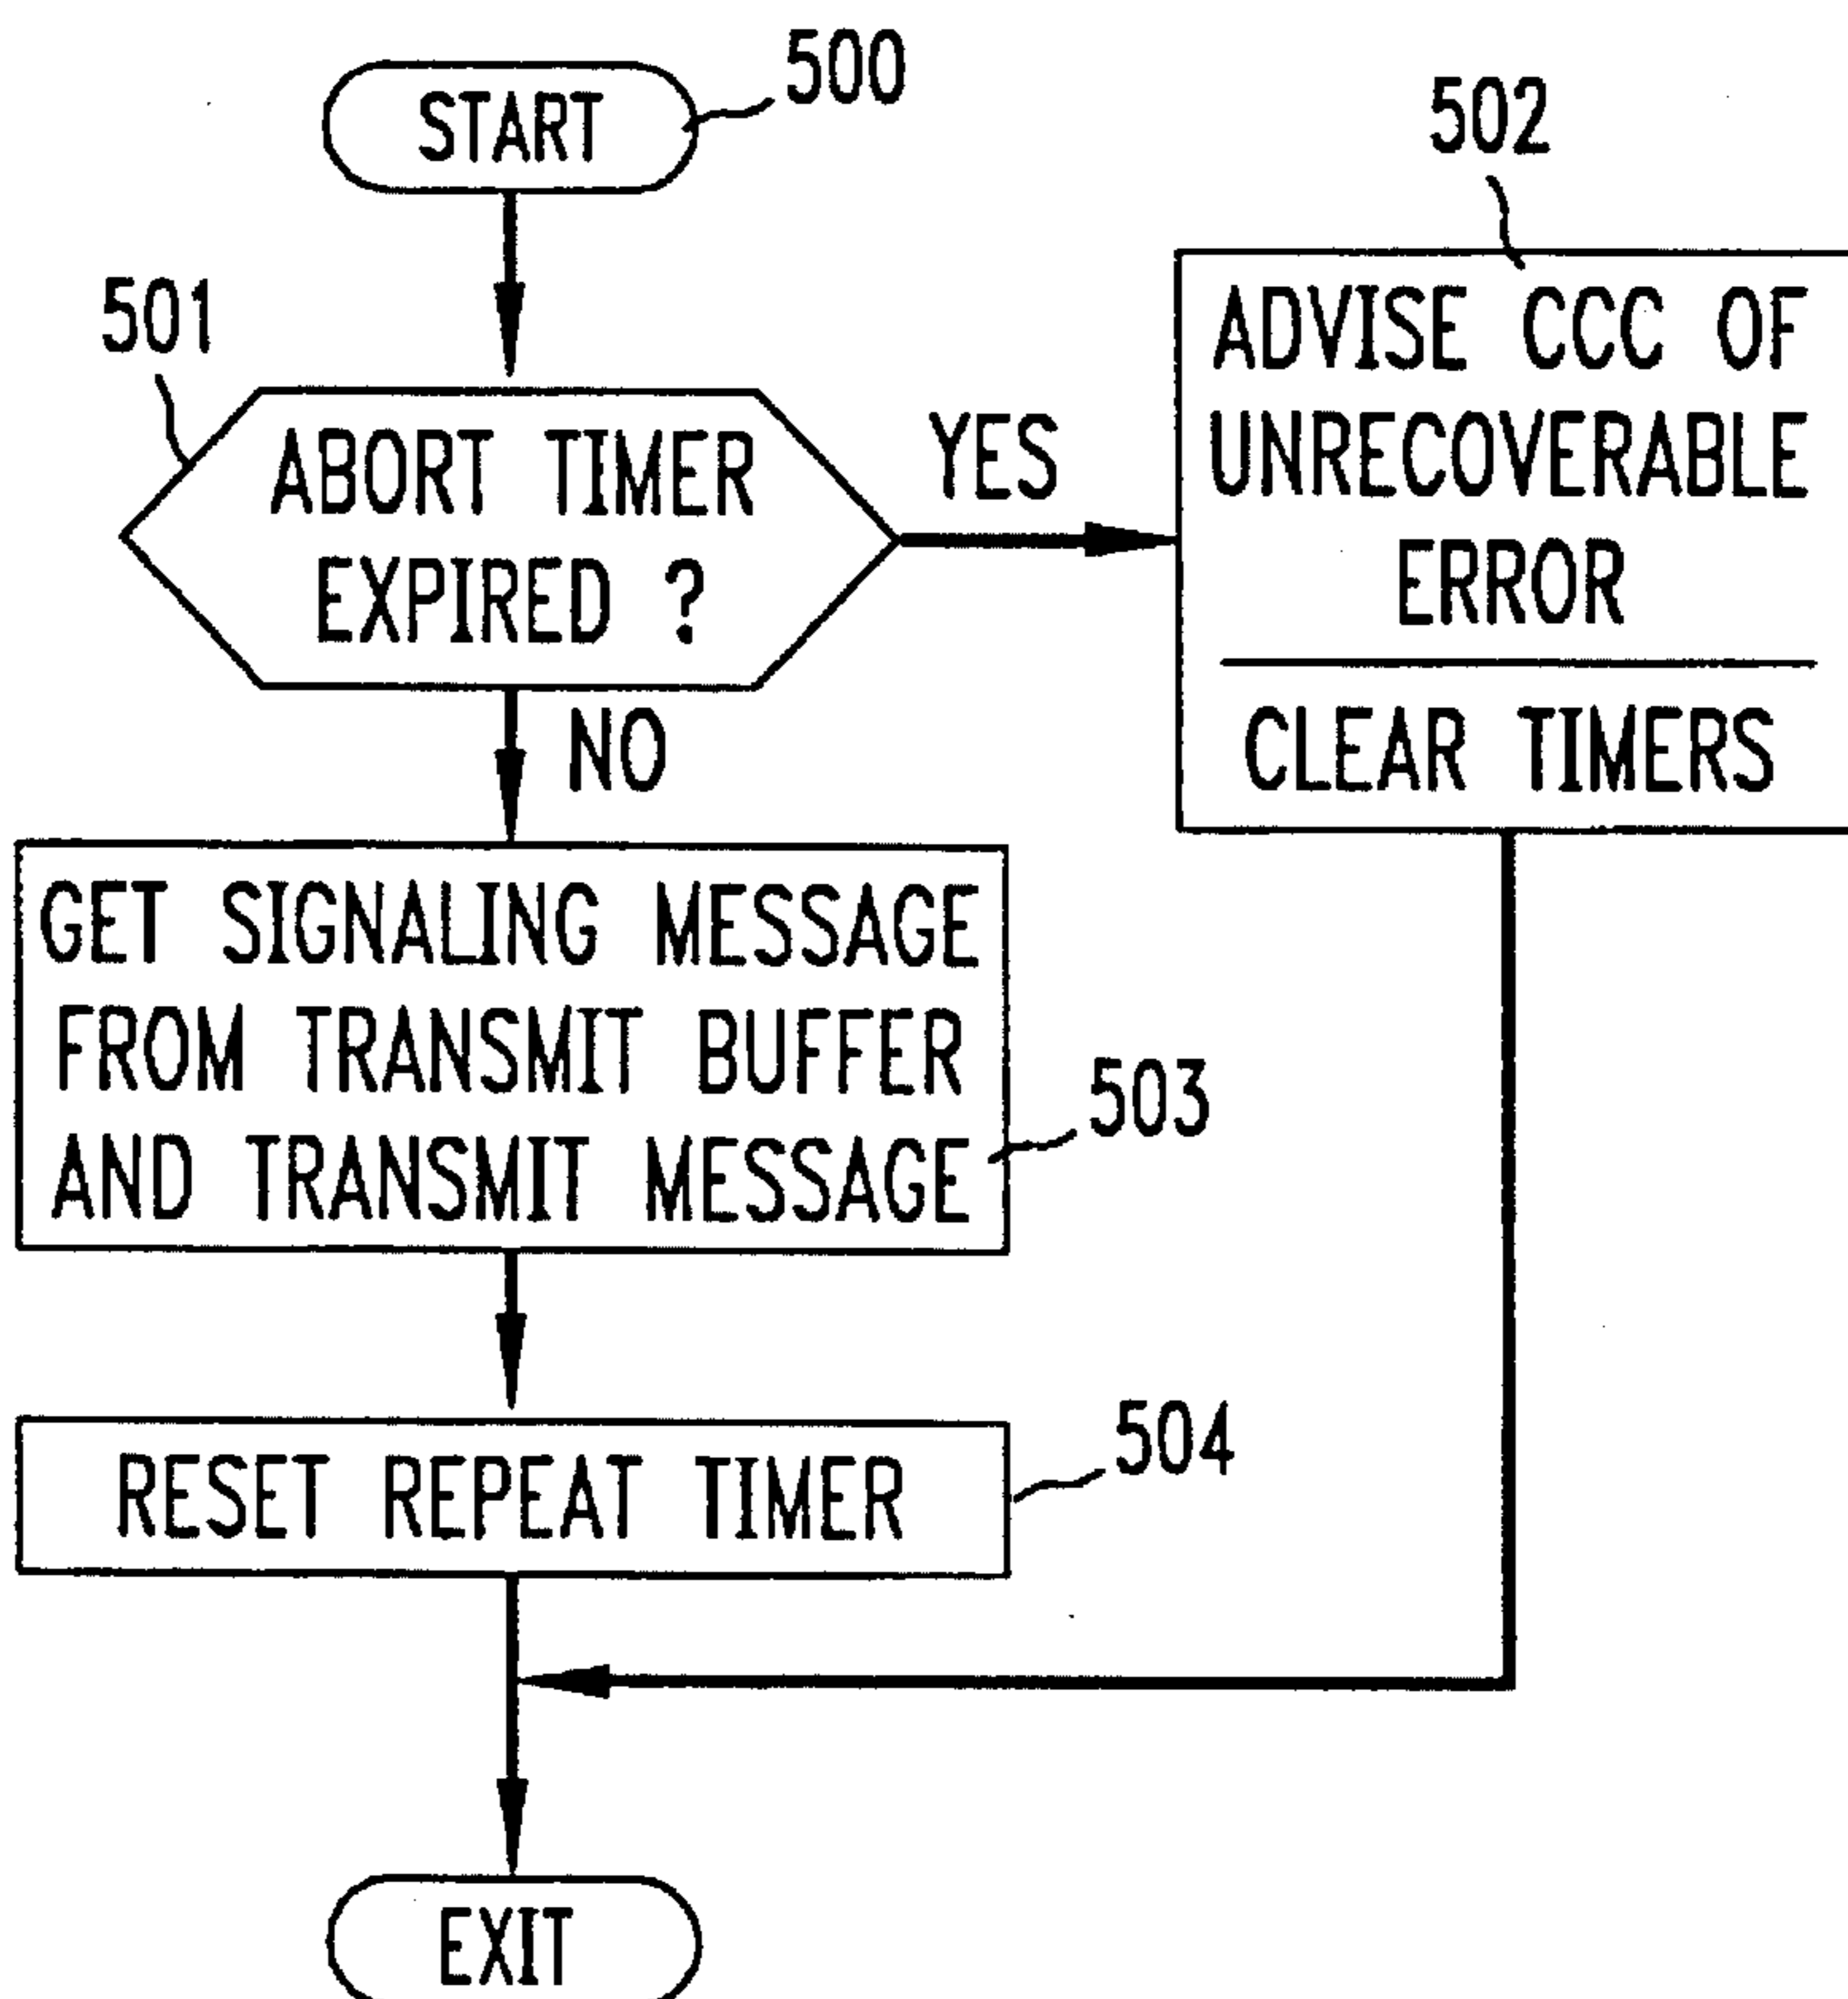 START
500
501
ABORT TIMER
EXPIRED ?
YES
502
ADVISE CCC OF
UNRECOVERABLE
ERROR
CLEAR TIMERS
NO
GET SIGNALING MESSAGE
FROM TRANSMIT BUFFER
AND TRANSMIT MESSAGE
503
RESET REPEAT TIMER
504
EXIT